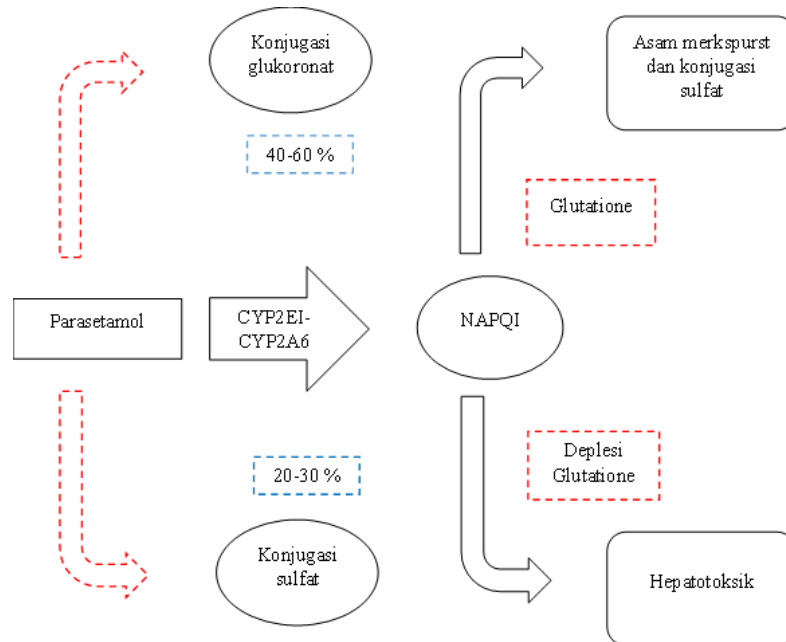 Konjugasi
glukoronat
Asam merkspurst
dan konjugasi
sulfat
40-60 %
Glutatione
Parasetamol
CYP2EI-
CYP2A6
NAPQI
20-30 %
Deplesi
Glutatione
Konjugasi
sulfat
Hepatotoksik